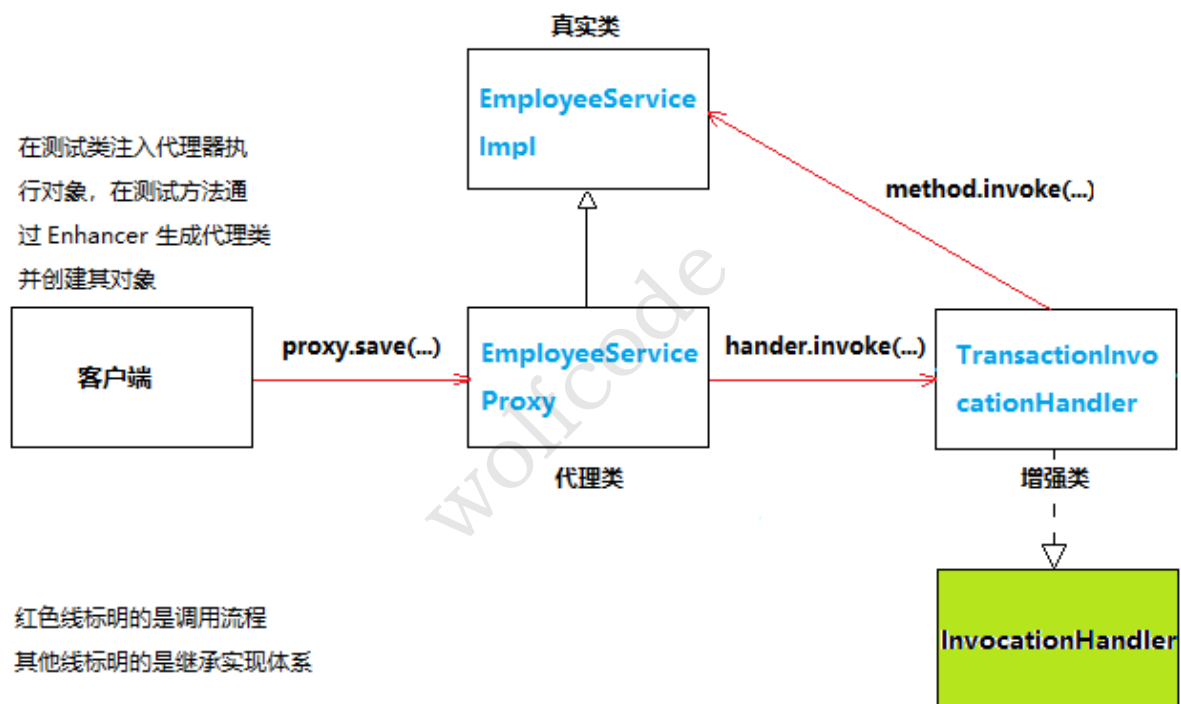 真实类
EmployeeService
Impl
在测试类注入代理器执
行对象，在测试方法通
过 Enhancer 生成代理类
并创建其对象
method.invoke(...)
客户端
proxy.save(...)
EmployeeService
Proxy
hander.invoke(...)
TransactionInvo
cationHandler
代理类
增强类
wolfcode
InvocationHandler
红色线标明的是调用流程
其他线标明的是继承实现体系